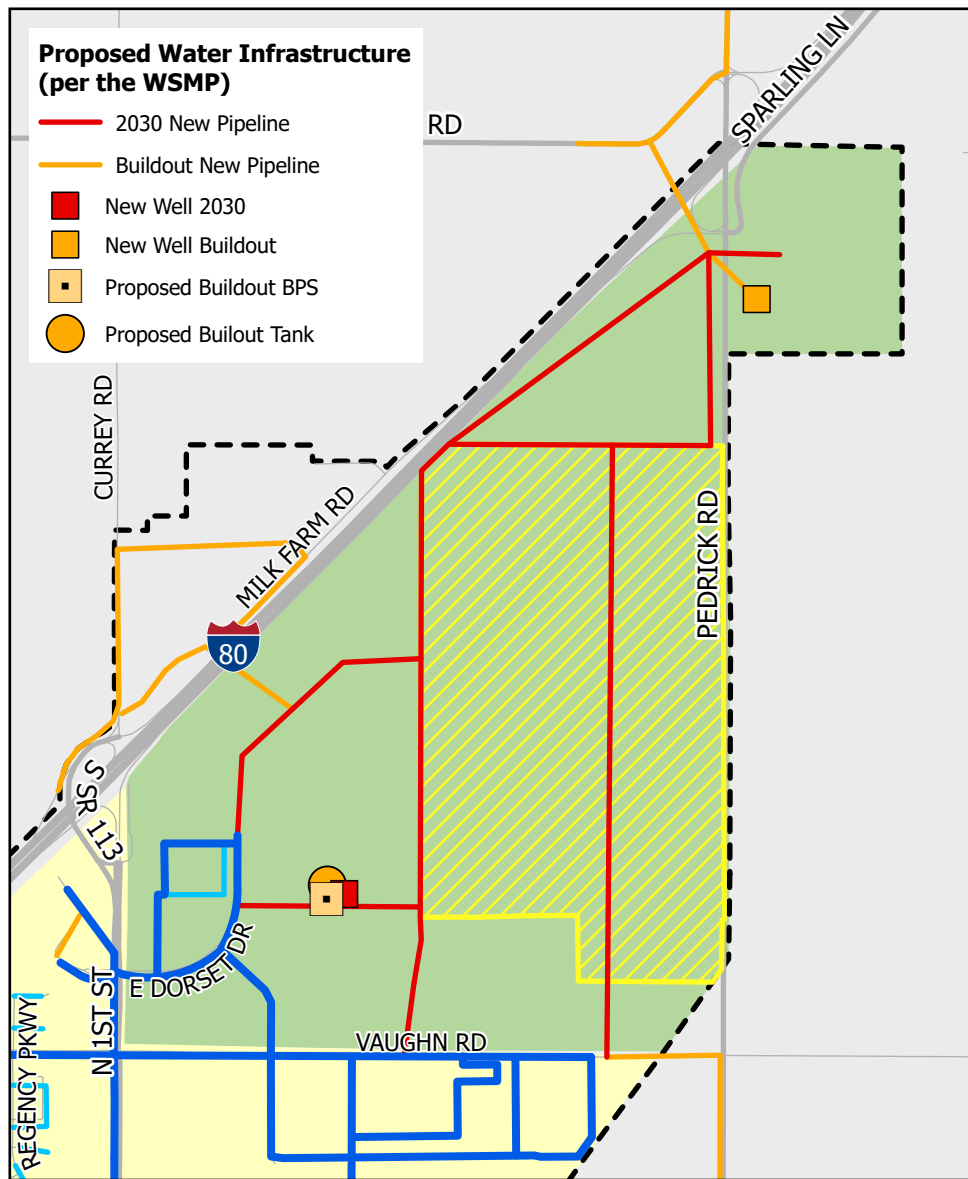 Proposed Water Infrastructure
(per the WSMP)
2030 New Pipeline
Buildout New Pipeline
New Well 2030
New Well Buildout
Proposed Buildout BPS
Proposed Builout Tank
RD
SPARLING LN
CURREY RD
MILK FARM RD
PEDRICK RD
80
S SR 113
E DORSET DR
N 1ST ST
VAUGHN RD
REGENCY PKWY